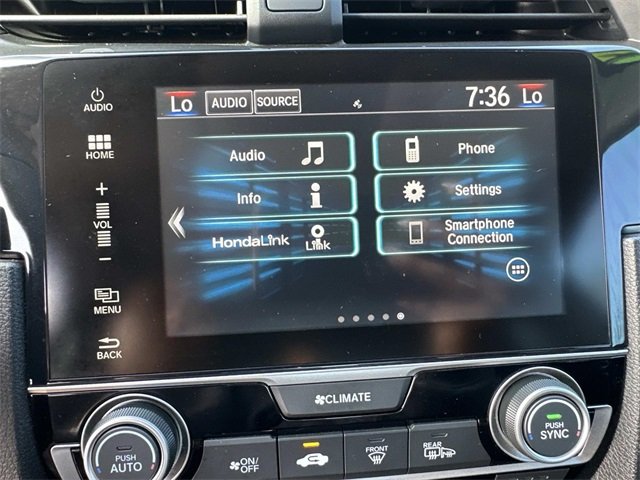 AUDIO
HOME
VOL
MENU
BACK
Lo AUDIO SOURCE 7:36 Lo
Audio
Phone
Info
Settings
HondaLink
Link
Smartphone
Connection
CLIMATE
PUSH
AUTO
ON/
OFF
FRONT
REAR
PUSH
SYNC